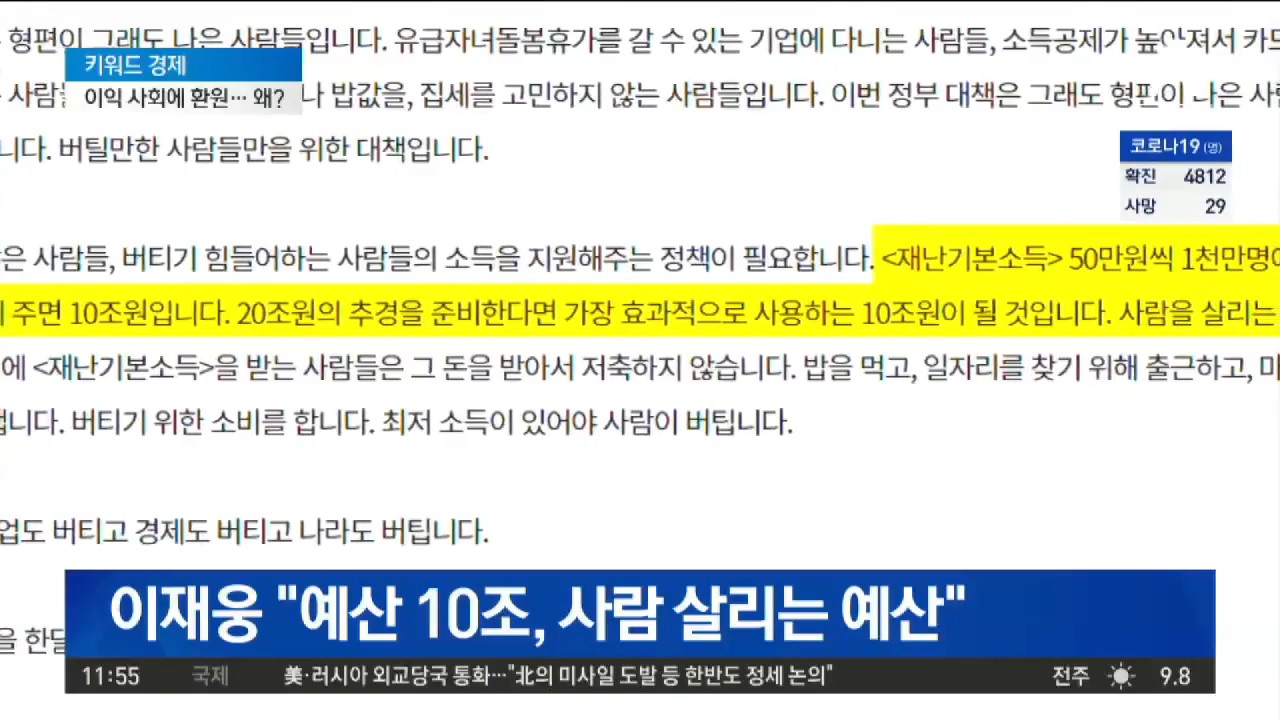 형편이 그래도 나은 사람들입니다. 유급자녀돌봄휴가를 갈 수 있는 기업에 다니는 사람들, 소득공제가 높아져서 카드
키워드 경제
이익 사회에 환원… 왜?
사람들 나 밥값을, 집세를 고민하지 않는 사람들입니다. 이번 정부 대책은 그래도 형편이 나은 사람
니다. 버틸만한 사람들만을 위한 대책입니다.
코로나19 (명)
확진 4812
사망 29
은 사람들, 버티기 힘들어하는 사람들의 소득을 지원해주는 정책이 필요합니다. <재난기본소득> 50만원씩 1천만명에
주면 10조원입니다. 20조원의 추경을 준비한다면 가장 효과적으로 사용하는 10조원이 될 것입니다. 사람을 살리는
에 <재난기본소득>을 받는 사람들은 그 돈을 받아서 저축하지 않습니다. 밥을 먹고, 일자리를 찾기 위해 출근하고,
니다. 버티기 위한 소비를 합니다. 최저 소득이 있어야 사람이 버팁니다.
업도 버티고 경제도 버티고 나라도 버팁니다.
을 한달
이재웅 "예산 10조, 사람 살리는 예산"
11:55 국제 美·러시아 외교당국 통화…"北의 미사일 도발 등 한반도 정세 논의" 전주 9.8